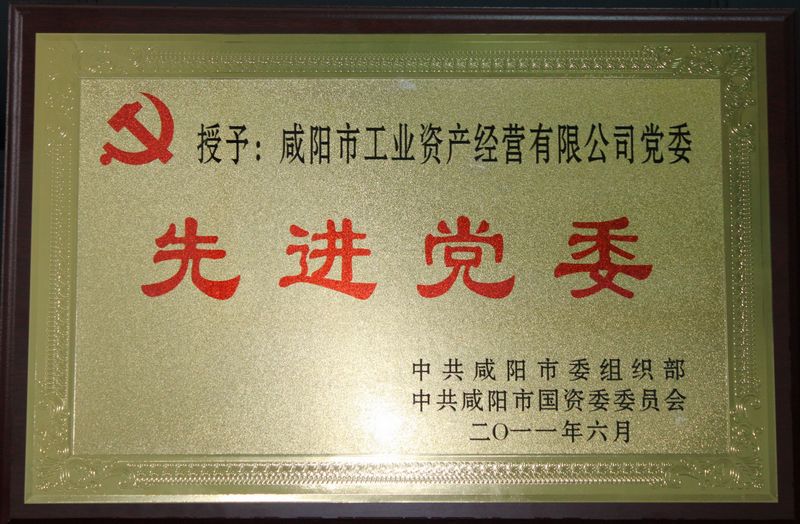 授予：咸阳市工业资产经营有限公司党委
先进党委
中共咸阳市委组织部
中共咸阳市国资委委员会
二〇一一年六月